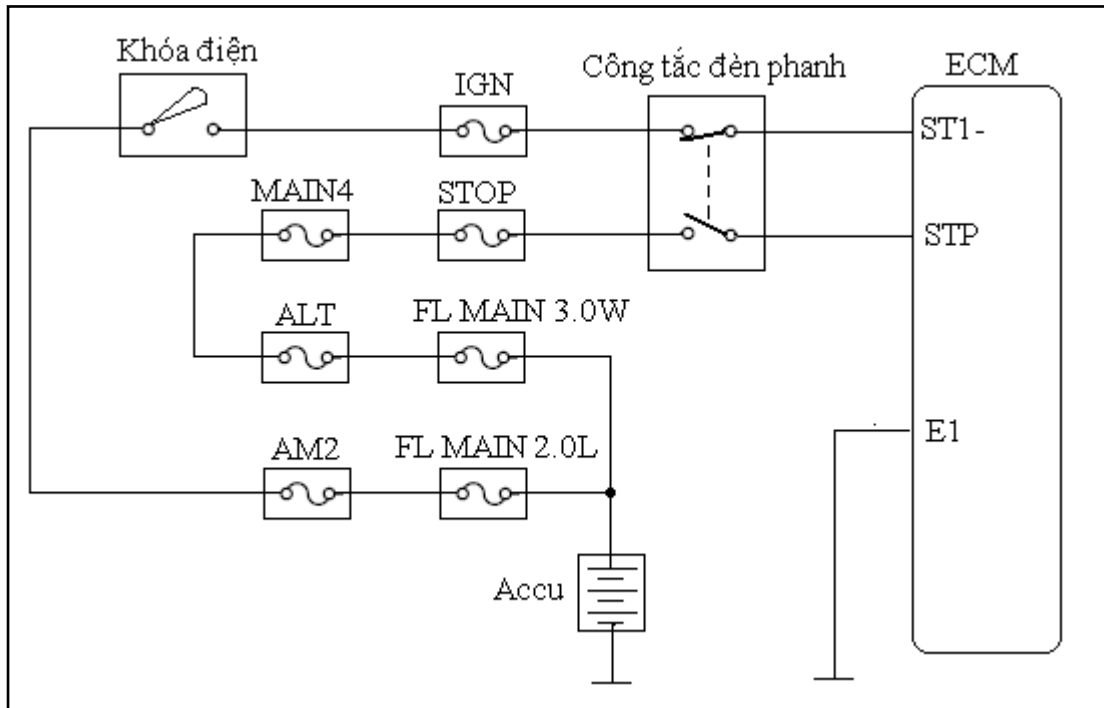 Khóa điện
IGN
Công tắc đèn phanh
ECM
ST1-
MAIN4
STOP
STP
ALT
FL MAIN 3.0W
E1
AM2
FL MAIN 2.0L
Accu